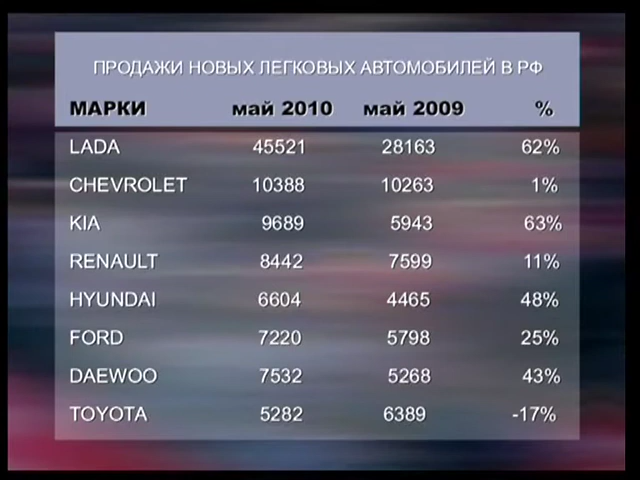 ПРОДАЖИ НОВЫХ ЛЕГКОВЫХ АВТОМОБИЛЕЙ В РФ
МАРКИ май 2010 май 2009 %
LADA 45521 28163 62%
CHEVROLET 10388 10263 1%
KIA 9689 5943 63%
RENAULT 8442 7599 11%
HYUNDAI 6604 4465 48%
FORD 7220 5798 25%
DAEWOO 7532 5268 43%
TOYOTA 5282 6389 -17%